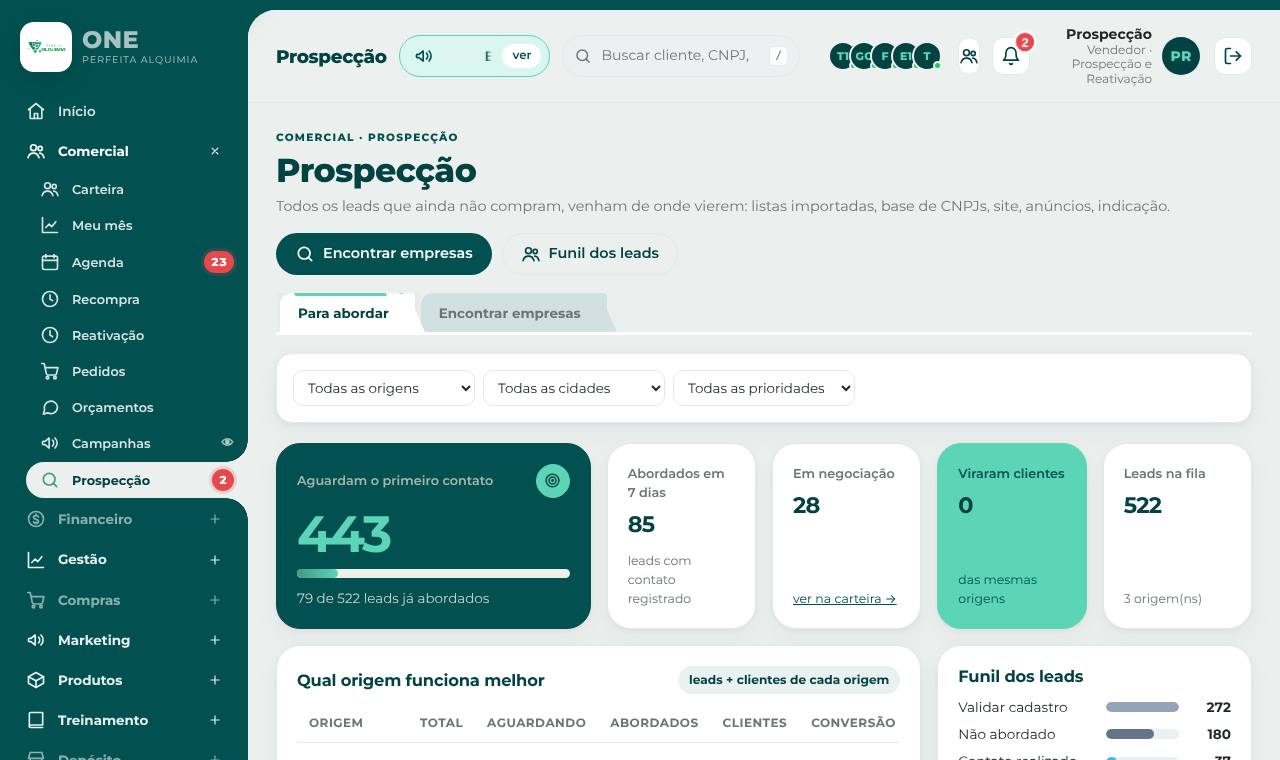 ONE
PERFEITA ALQUIMIA
Início
Comercial
Carteira
Meu mês
Agenda
23
Recompra
Reativação
Pedidos
Orçamentos
Campanhas
Prospecção
2
Financeiro
Gestão
Compras
Marketing
Produtos
Treinamento
Depósito
Prospecção
ver
Buscar cliente, CNPJ,
/
F
T
2
Prospecção
Vendedor ·
Prospecção e
Reativação
PR
COMERCIAL · PROSPECÇÃO
Prospecção
Todos os leads que ainda não compram, venham de onde vierem: listas importadas, base de CNPJs, site, anúncios, indicação.
Encontrar empresas
Funil dos leads
Para abordar
Encontrar empresas
Todas as origens
Todas as cidades
Todas as prioridades
Aguardam o primeiro contato
443
79 de 522 leads já abordados
Abordados em
7 dias
85
leads com
contato
registrado
Em negociação
28
ver na carteira →
Viraram clientes
0
das mesmas
origens
Leads na fila
522
3 origem(ns)
Qual origem funciona melhor
leads + clientes de cada origem
ORIGEM TOTAL AGUARDANDO ABORDADOS CLIENTES CONVERSÃO
Funil dos leads
Validar cadastro 272
Não abordado 180
Contato realizado 77